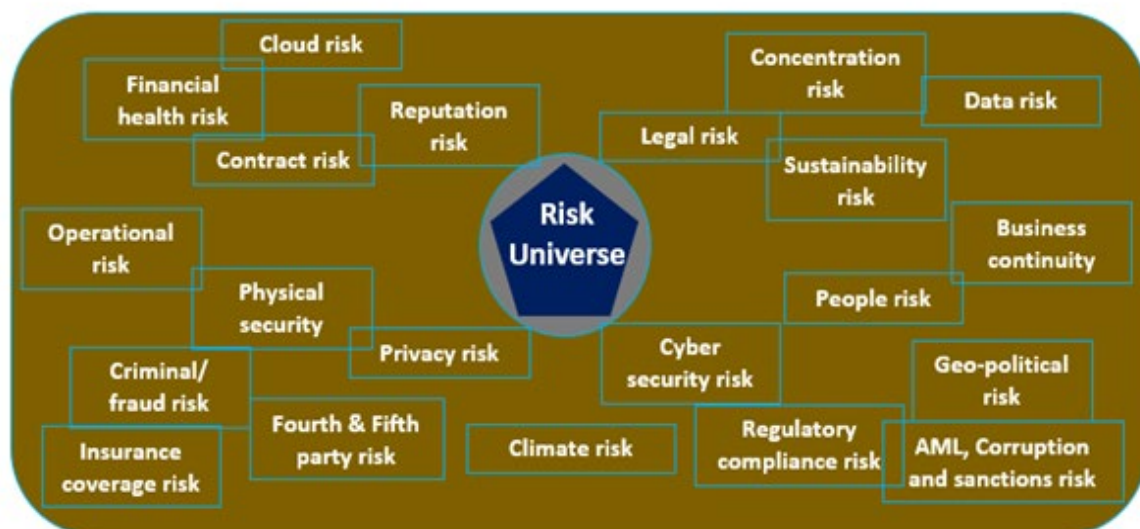 Cloud risk
Financial
health risk
Contract risk
Reputation
risk
Concentration
risk
Data risk
Legal risk
Sustainability
risk
Risk
Universe
Operational
risk
Business
continuity
Physical
security
People risk
Privacy risk
Cyber
security risk
Criminal/
fraud risk
Geo-political
risk
Fourth & Fifth
party risk
Climate risk
Regulatory
compliance risk
Insurance
coverage risk
AML, Corruption
and sanctions risk